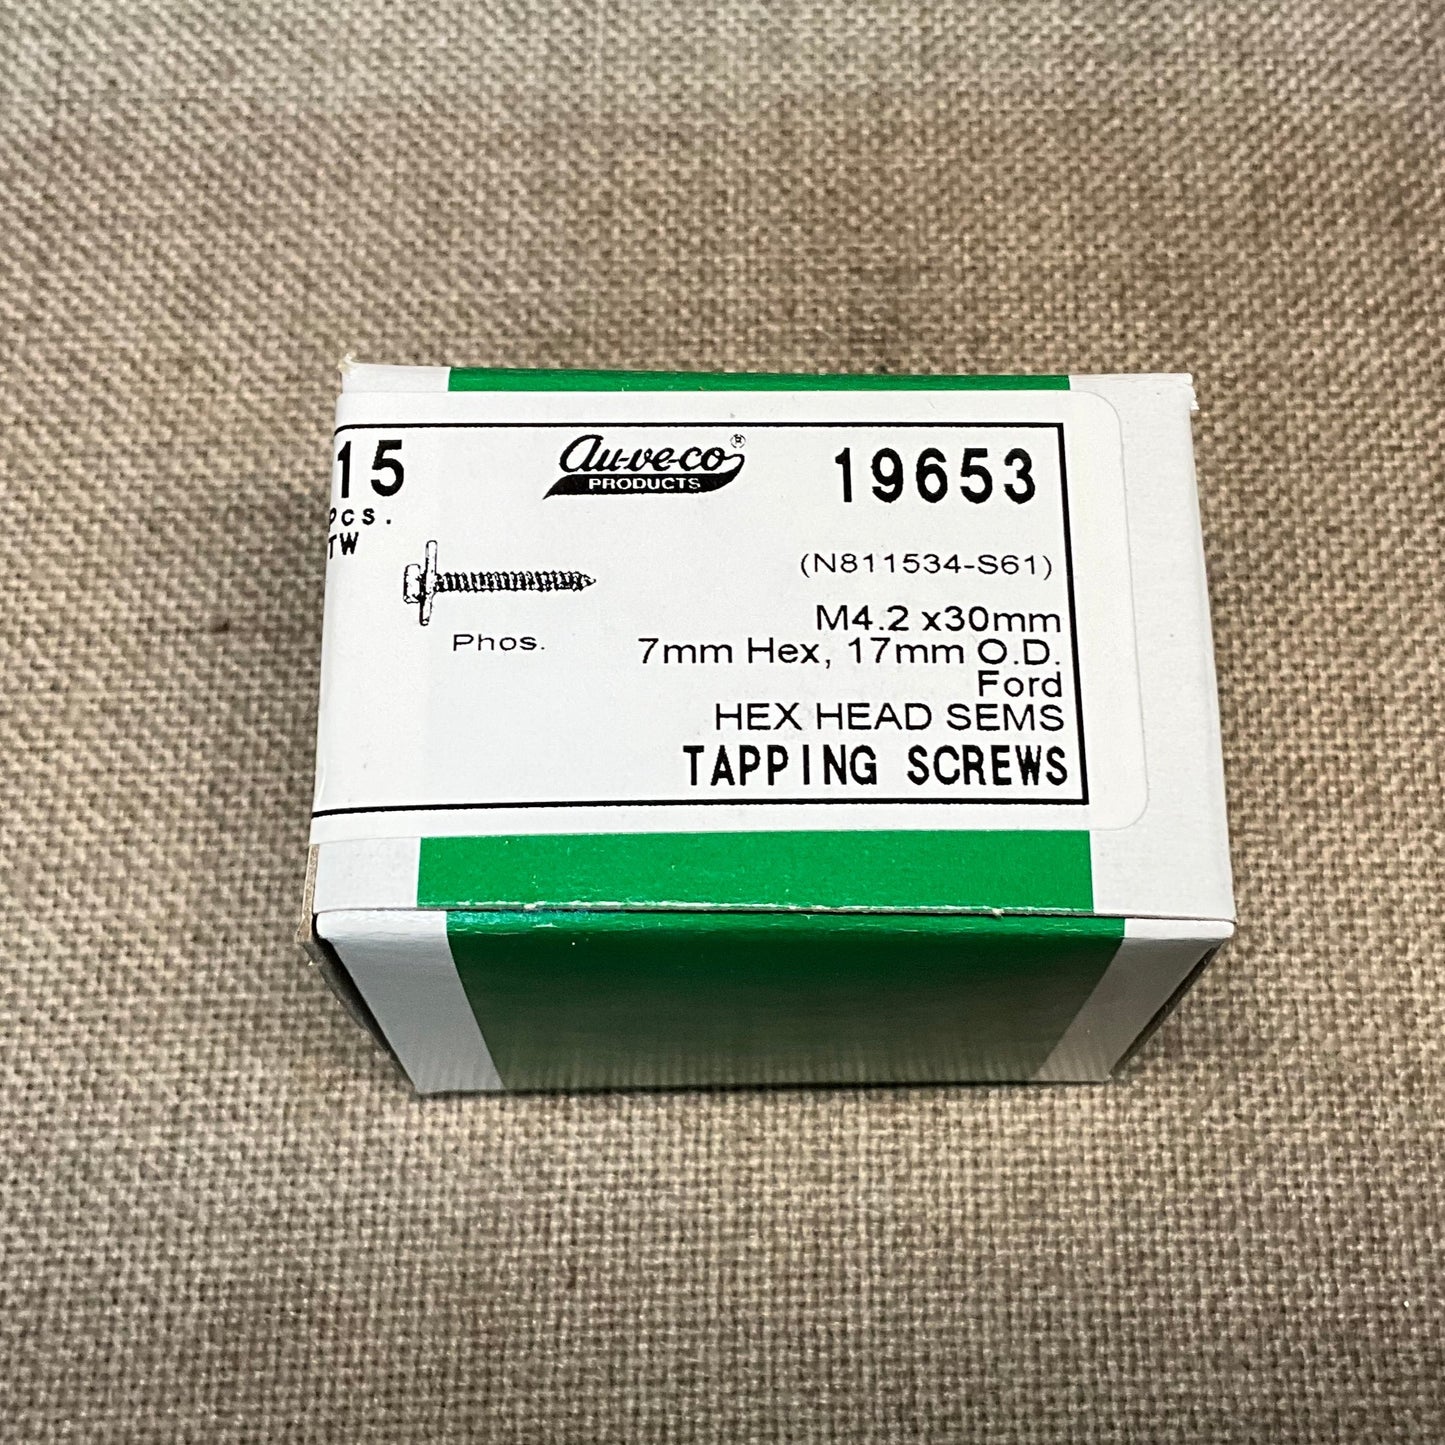 15
au-ve-co®
PRODUCTS
19653
Pcs.
TW
(N811534-S61)
Phos.
M4.2 x30mm
7mm Hex, 17mm O.D.
Ford
HEX HEAD SEMS
TAPPING SCREWS